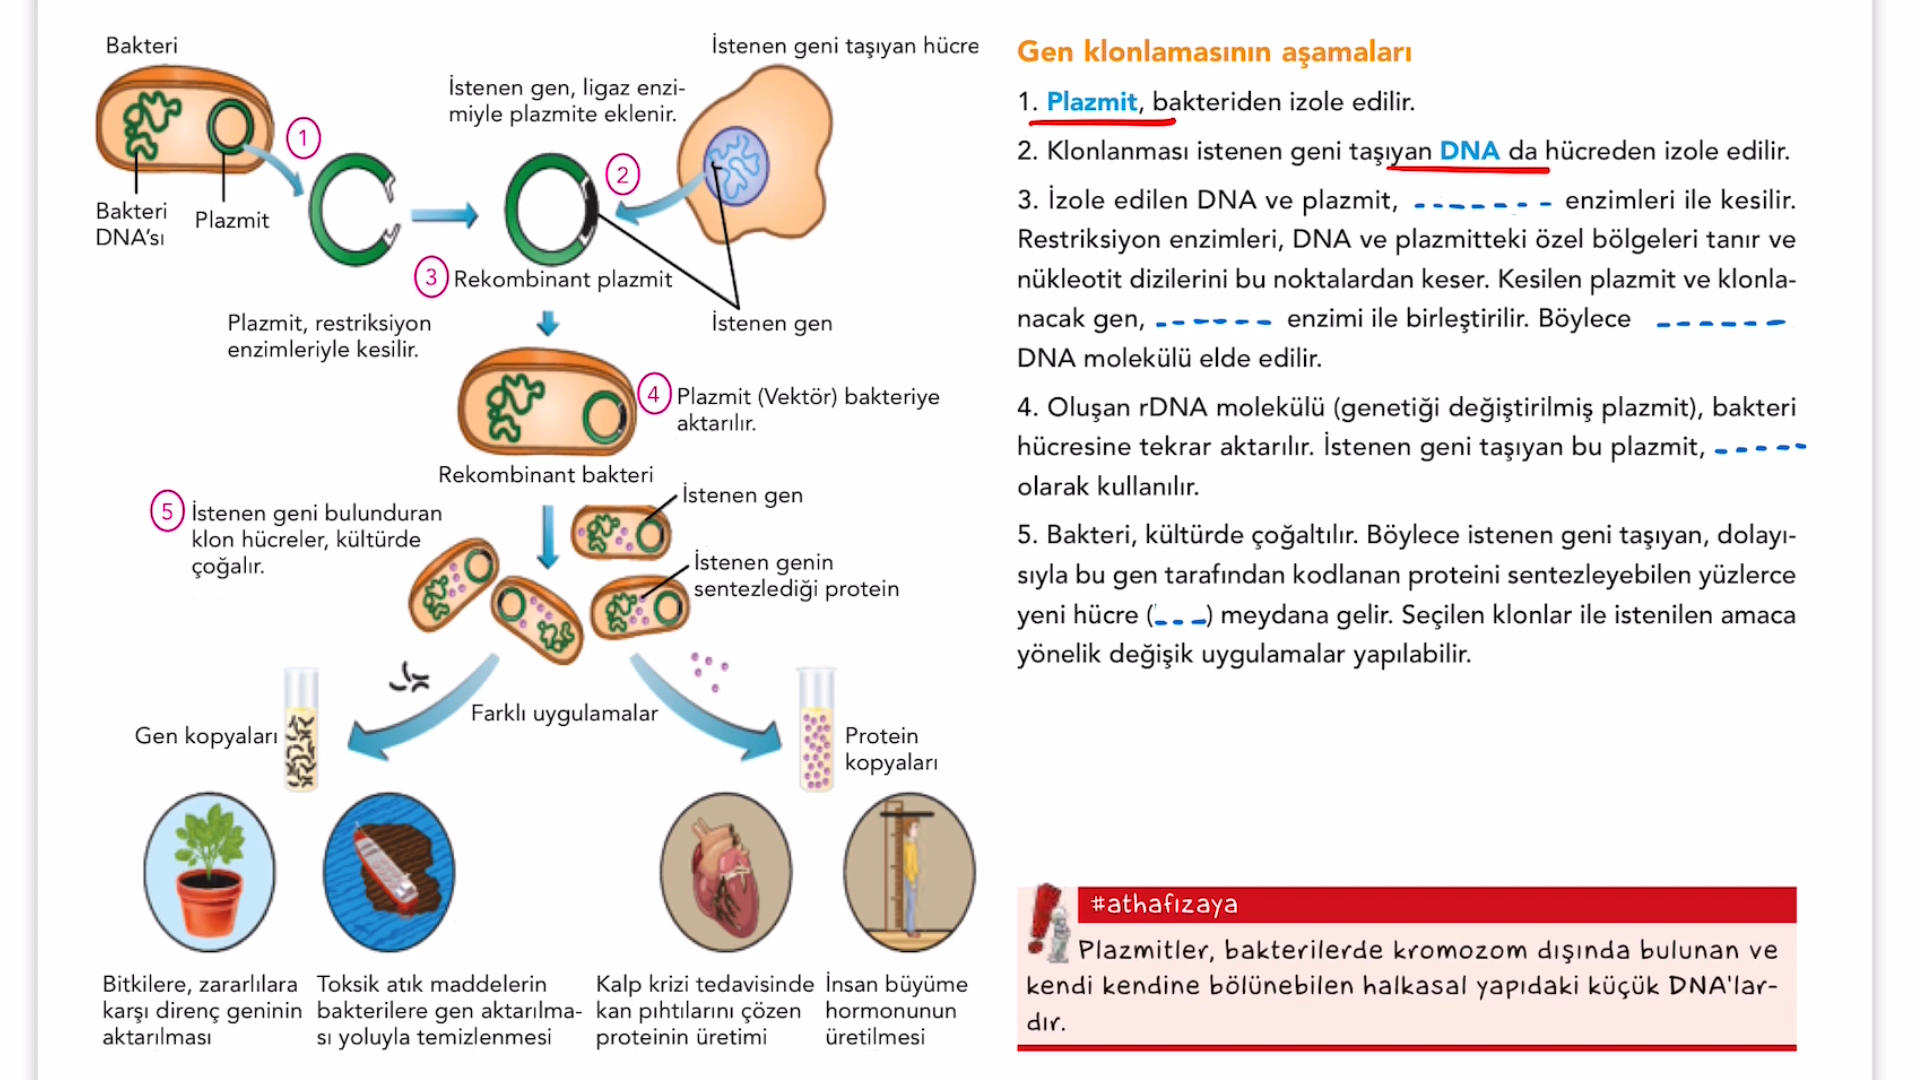 Bakteri
İstenen geni taşıyan hücre
İstenen gen, ligaz enzi-
miyle plazmite eklenir.
1
2
Bakteri
DNA'sı
Plazmit
3 Rekombinant plazmit
Plazmit, restriksiyon
enzimleriyle kesilir.
İstenen gen
4 Plazmit (Vektör) bakteriye
aktarılır.
Rekombinant bakteri
5 İstenen geni bulunduran
klon hücreler, kültürde
çoğalır.
İstenen gen
İstenen genin
sentezlediği protein
Farklı uygulamalar
Gen kopyaları
Protein
kopyaları
Bitkilere, zararlılara
karşı direnç geninin
aktarılması
Toksik atık maddelerin
bakterilere gen aktarılma-
sı yoluyla temizlenmesi
Kalp krizi tedavisinde
kan pıhtılarını çözen
proteinin üretimi
İnsan büyüme
hormonunun
üretilmesi
Gen klonlamasının aşamaları
1. Plazmit, bakteriden izole edilir.
2. Klonlanması istenen geni taşıyan DNA da hücreden izole edilir.
3. İzole edilen DNA ve plazmit, - - - - - - - enzimleri ile kesilir.
Restriksiyon enzimleri, DNA ve plazmitteki özel bölgeleri tanır ve
nükleotit dizilerini bu noktalardan keser. Kesilen plazmit ve klonla-
nacak gen, - - - - - - enzimi ile birleştirilir. Böylece - - - - - -
DNA molekülü elde edilir.
4. Oluşan rDNA molekülü (genetiği değiştirilmiş plazmit), bakteri
hücresine tekrar aktarılır. İstenen geni taşıyan bu plazmit, - - - - -
olarak kullanılır.
5. Bakteri, kültürde çoğaltılır. Böylece istenen geni taşıyan, dolayı-
sıyla bu gen tarafından kodlanan proteini sentezleyebilen yüzlerce
yeni hücre (- - -) meydana gelir. Seçilen klonlar ile istenilen amaca
yönelik değişik uygulamalar yapılabilir.
#athafızaya
Plazmitler, bakterilerde kromozom dışında bulunan ve
kendi kendine bölünebilen halkasal yapıdaki küçük DNA'lar-
dır.